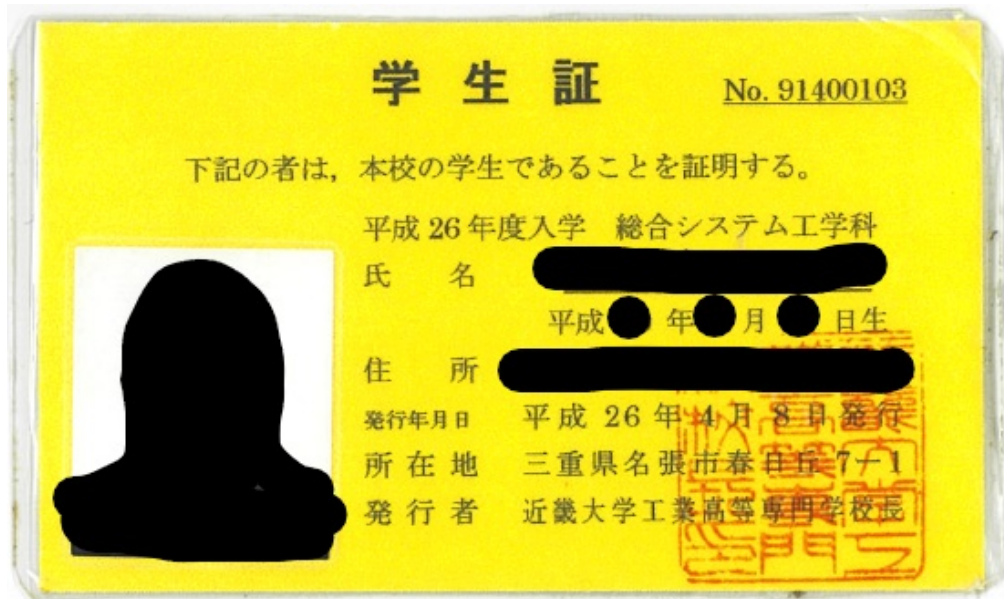 学生証
No. 91400103
下記の者は，本校の学生であることを証明する。
平成 26 年度入学 総合システム工学科
氏 名
平成 年 月 日生
住 所
発行年月日 平成 26 年 4 月 8 日発行
所在地 三重県名張市春日丘 7－1
発行者 近畿大学工業高等専門学校長